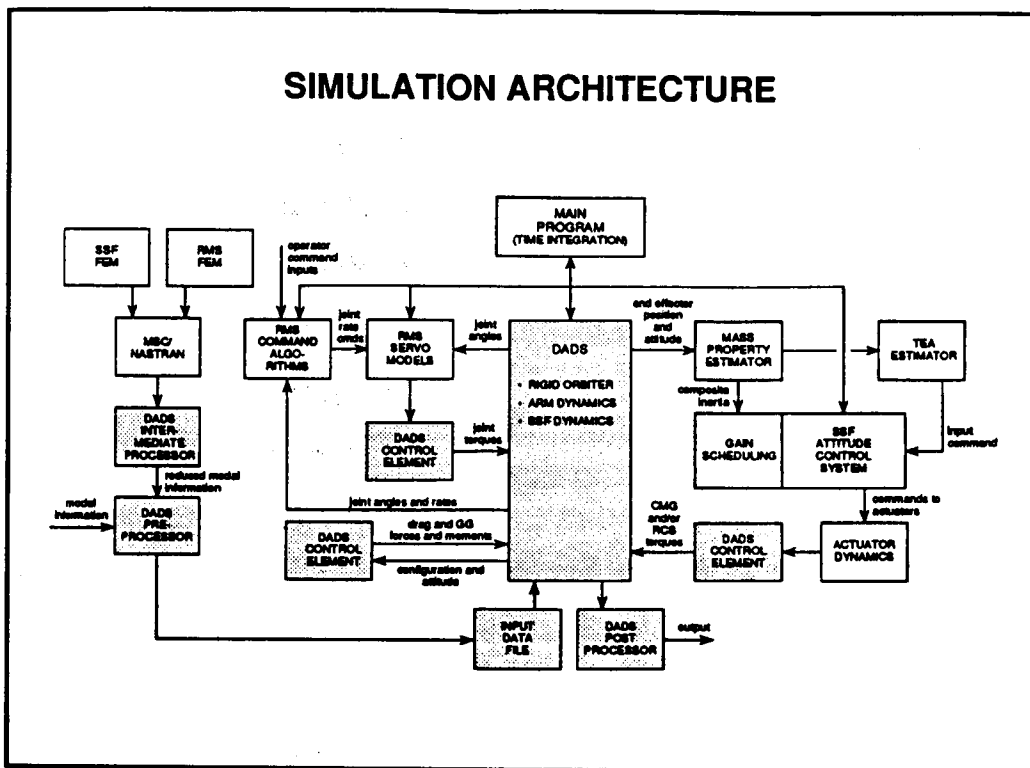 SIMULATION ARCHITECTURE
MAIN
PROGRAM
(TIME INTEGRATION)
SSF
FEM
RMS
FEM
operator
command
inputs
MSC/
NASTRAN
RMS
COMMAND
ALGO-
RITHMS
joint
rate
cmds
RMS
SERVO
MODELS
joint
angles
DADS
• RIGID ORBITER
• ARM DYNAMICS
• SSF DYNAMICS
end effector
position
and
attitude
MASS
PROPERTY
ESTIMATOR
TEA
ESTIMATOR
composite
inertia
DADS
INTER-
MEDIATE
PROCESSOR
DADS
CONTROL
ELEMENT
joint
torques
GAIN
SCHEDULING
SSF
ATTITUDE
CONTROL
SYSTEM
input
command
reduced modal
information
modal
information
DADS
PRE-
PROCESSOR
joint angles and rates
drag and GG
forces and moments
DADS
CONTROL
ELEMENT
configuration and
attitude
CMG
and/or
RCS
torques
DADS
CONTROL
ELEMENT
commands to
actuators
ACTUATOR
DYNAMICS
INPUT
DATA
FILE
DADS
POST
PROCESSOR
output